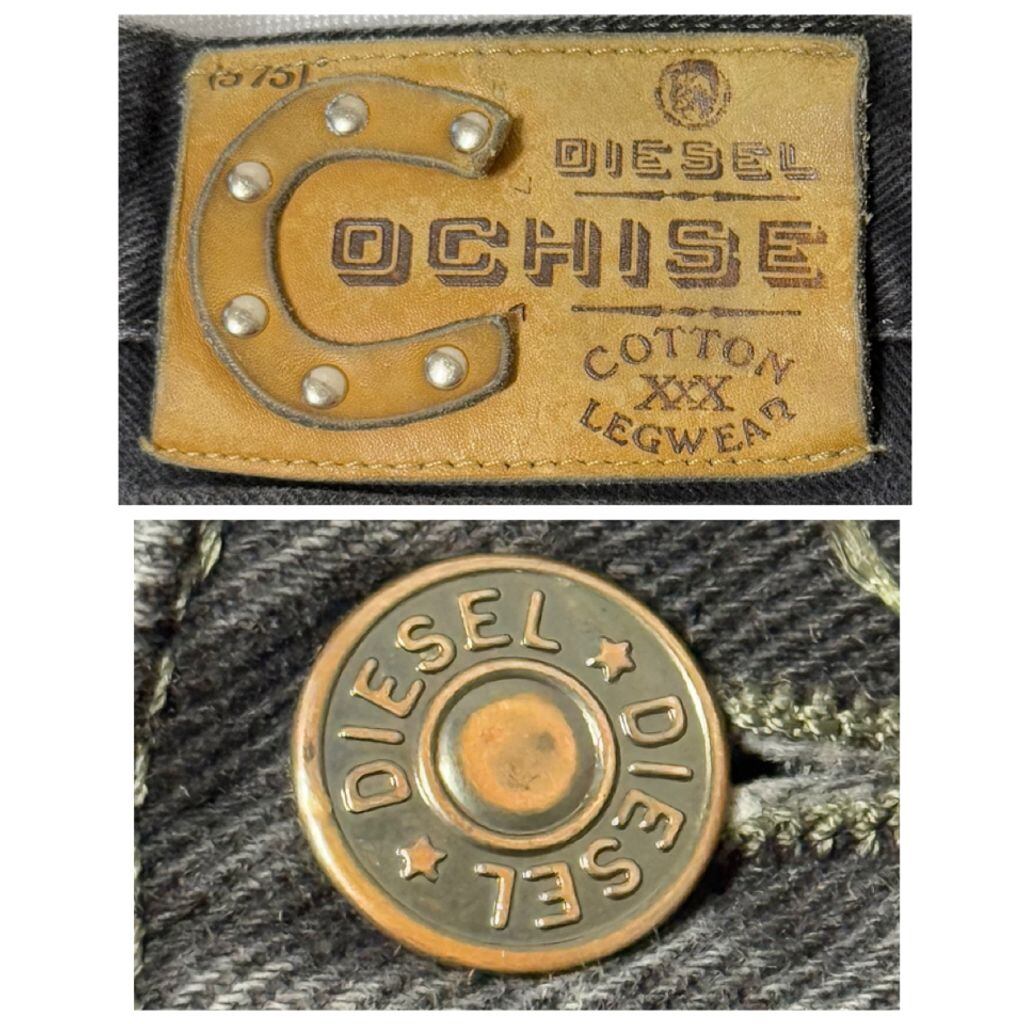 DIESEL
COCHISE
COTTON
XXX
LEGWEAR
DIESEL ★ DIESEL ★